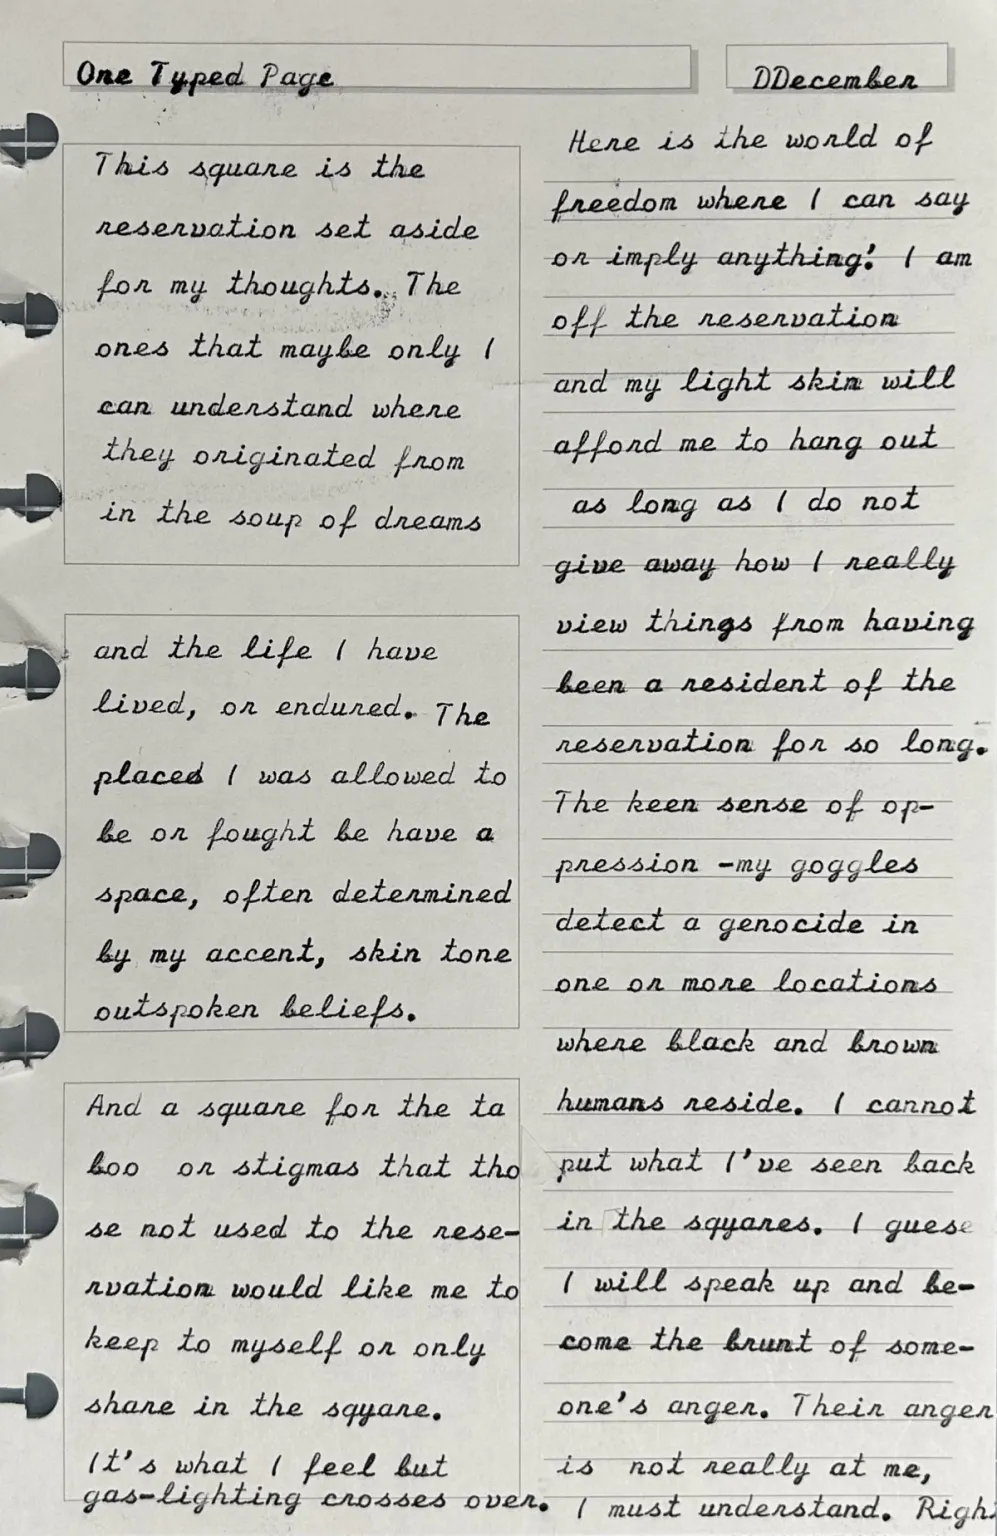 One Typed Page
DDecember
This square is the
reservation set aside
for my thoughts. The
ones that maybe only I
can understand where
they originated from
in the soup of dreams
and the life I have
lived, or endured. The
placed I was allowed to
be or fought be have a
space, often determined
by my accent, skin tone
outspoken beliefs.
And a square for the ta
boo or stigmas that tho
se not used to the rese-
rvation would like me to
keep to myself or only
share in the sqyare.
It's what I feel but
gas-lighting crosses over.
Here is the world of
freedom where I can say
or imply anything! I am
off the reservation
and my light skin will
afford me to hang out
as long as I do not
give away how I really
view things from having
been a resident of the
reservation for so long.
The keen sense of op-
pression -my goggles
detect a genocide in
one or more locations
where black and brown
humans reside. I cannot
put what I've seen back
in the sqyares. I guese
I will speak up and be-
come the brunt of some-
one's anger. Their anger
is not really at me,
I must understand. Right